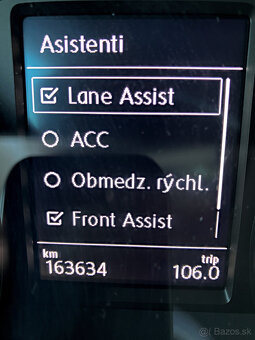 Asistenti
Lane Assist
ACC
Obmedz. rýchl.
Front Assist
km trip
163634 106.0
@( Bazos.sk